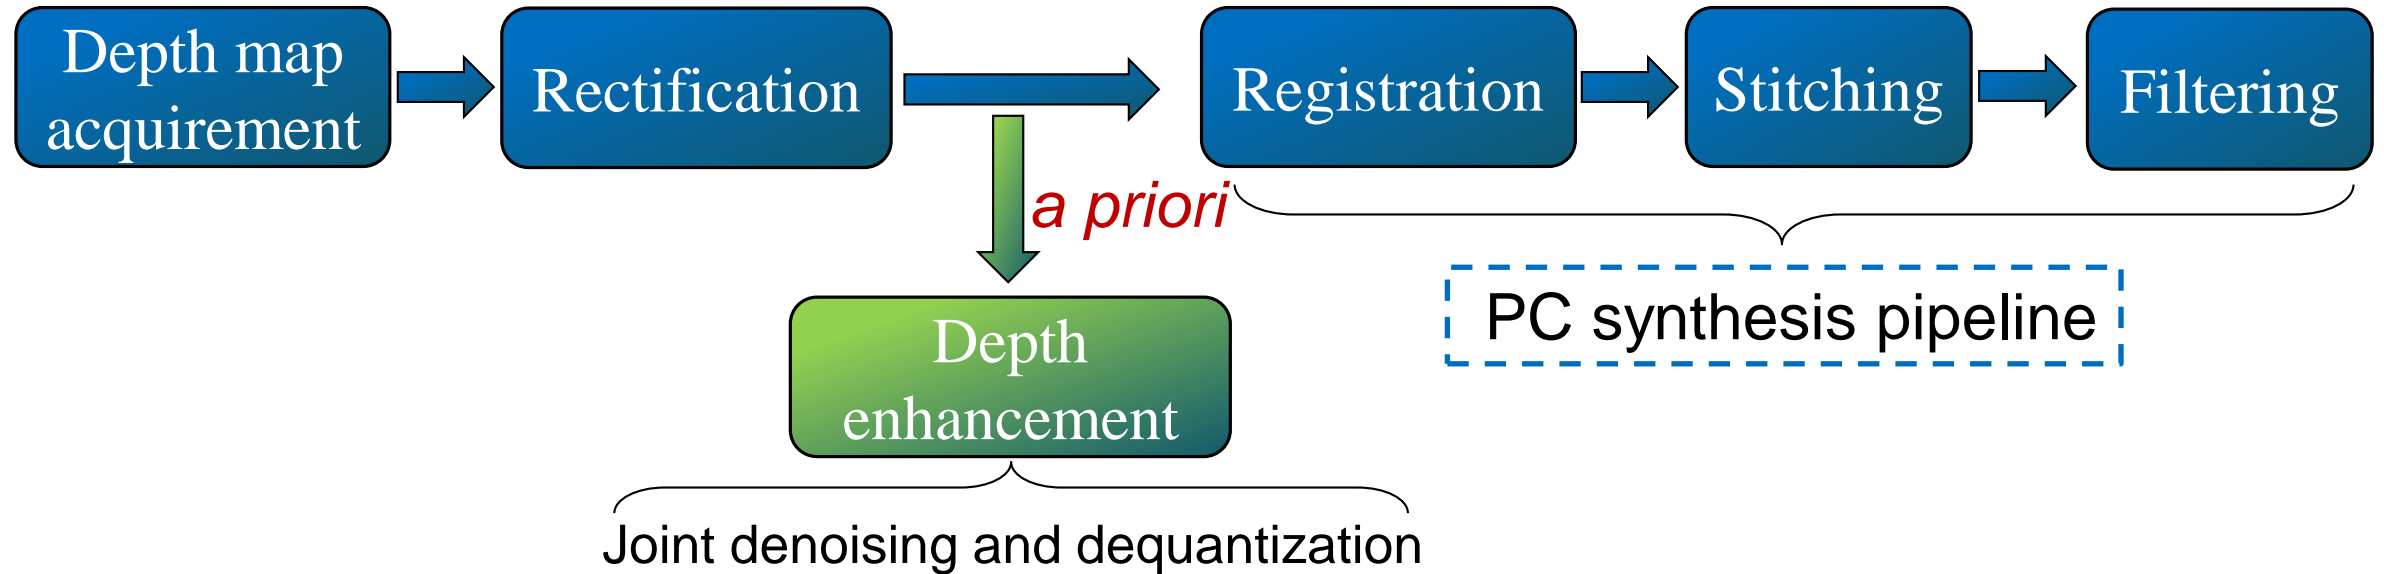 Depth map
acquirement
Rectification
Registration
Stitching
Filtering
a priori
Depth
enhancement
PC synthesis pipeline
Joint denoising and dequantization